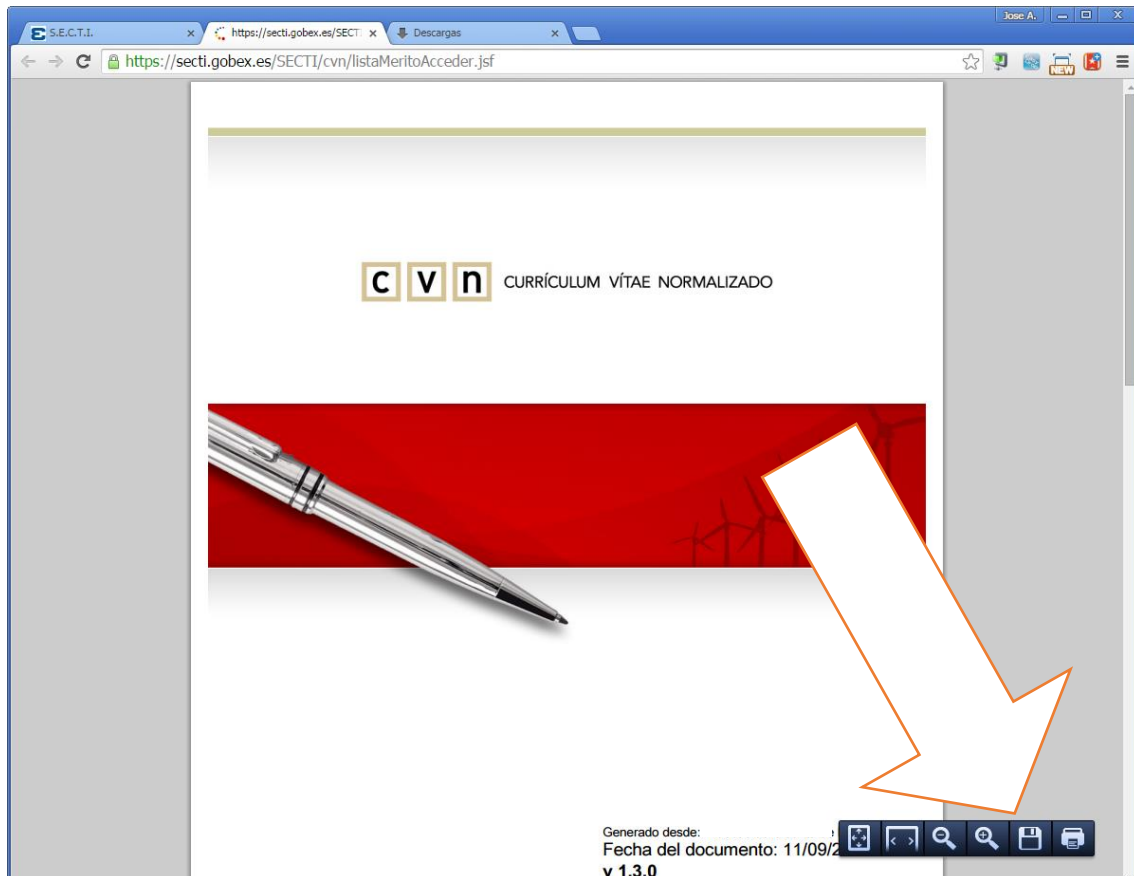 Jose A.
S.E.C.T.I.
https://secti.gobex.es/SECT
Descargas
https://secti.gobex.es/SECTI/cvn/listaMeritoAcceder.jsf
NEW
c v n CURRÍCULUM VÍTAE NORMALIZADO
Generado desde:
Fecha del documento: 11/09/2
v 1.3.0